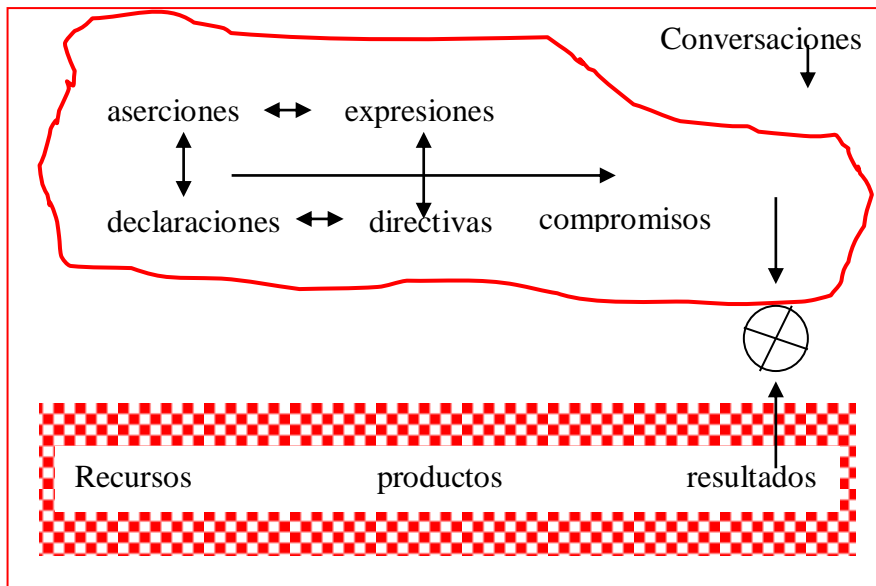 Conversaciones
aserciones expresiones
declaraciones directivas compromisos
Recursos productos resultados